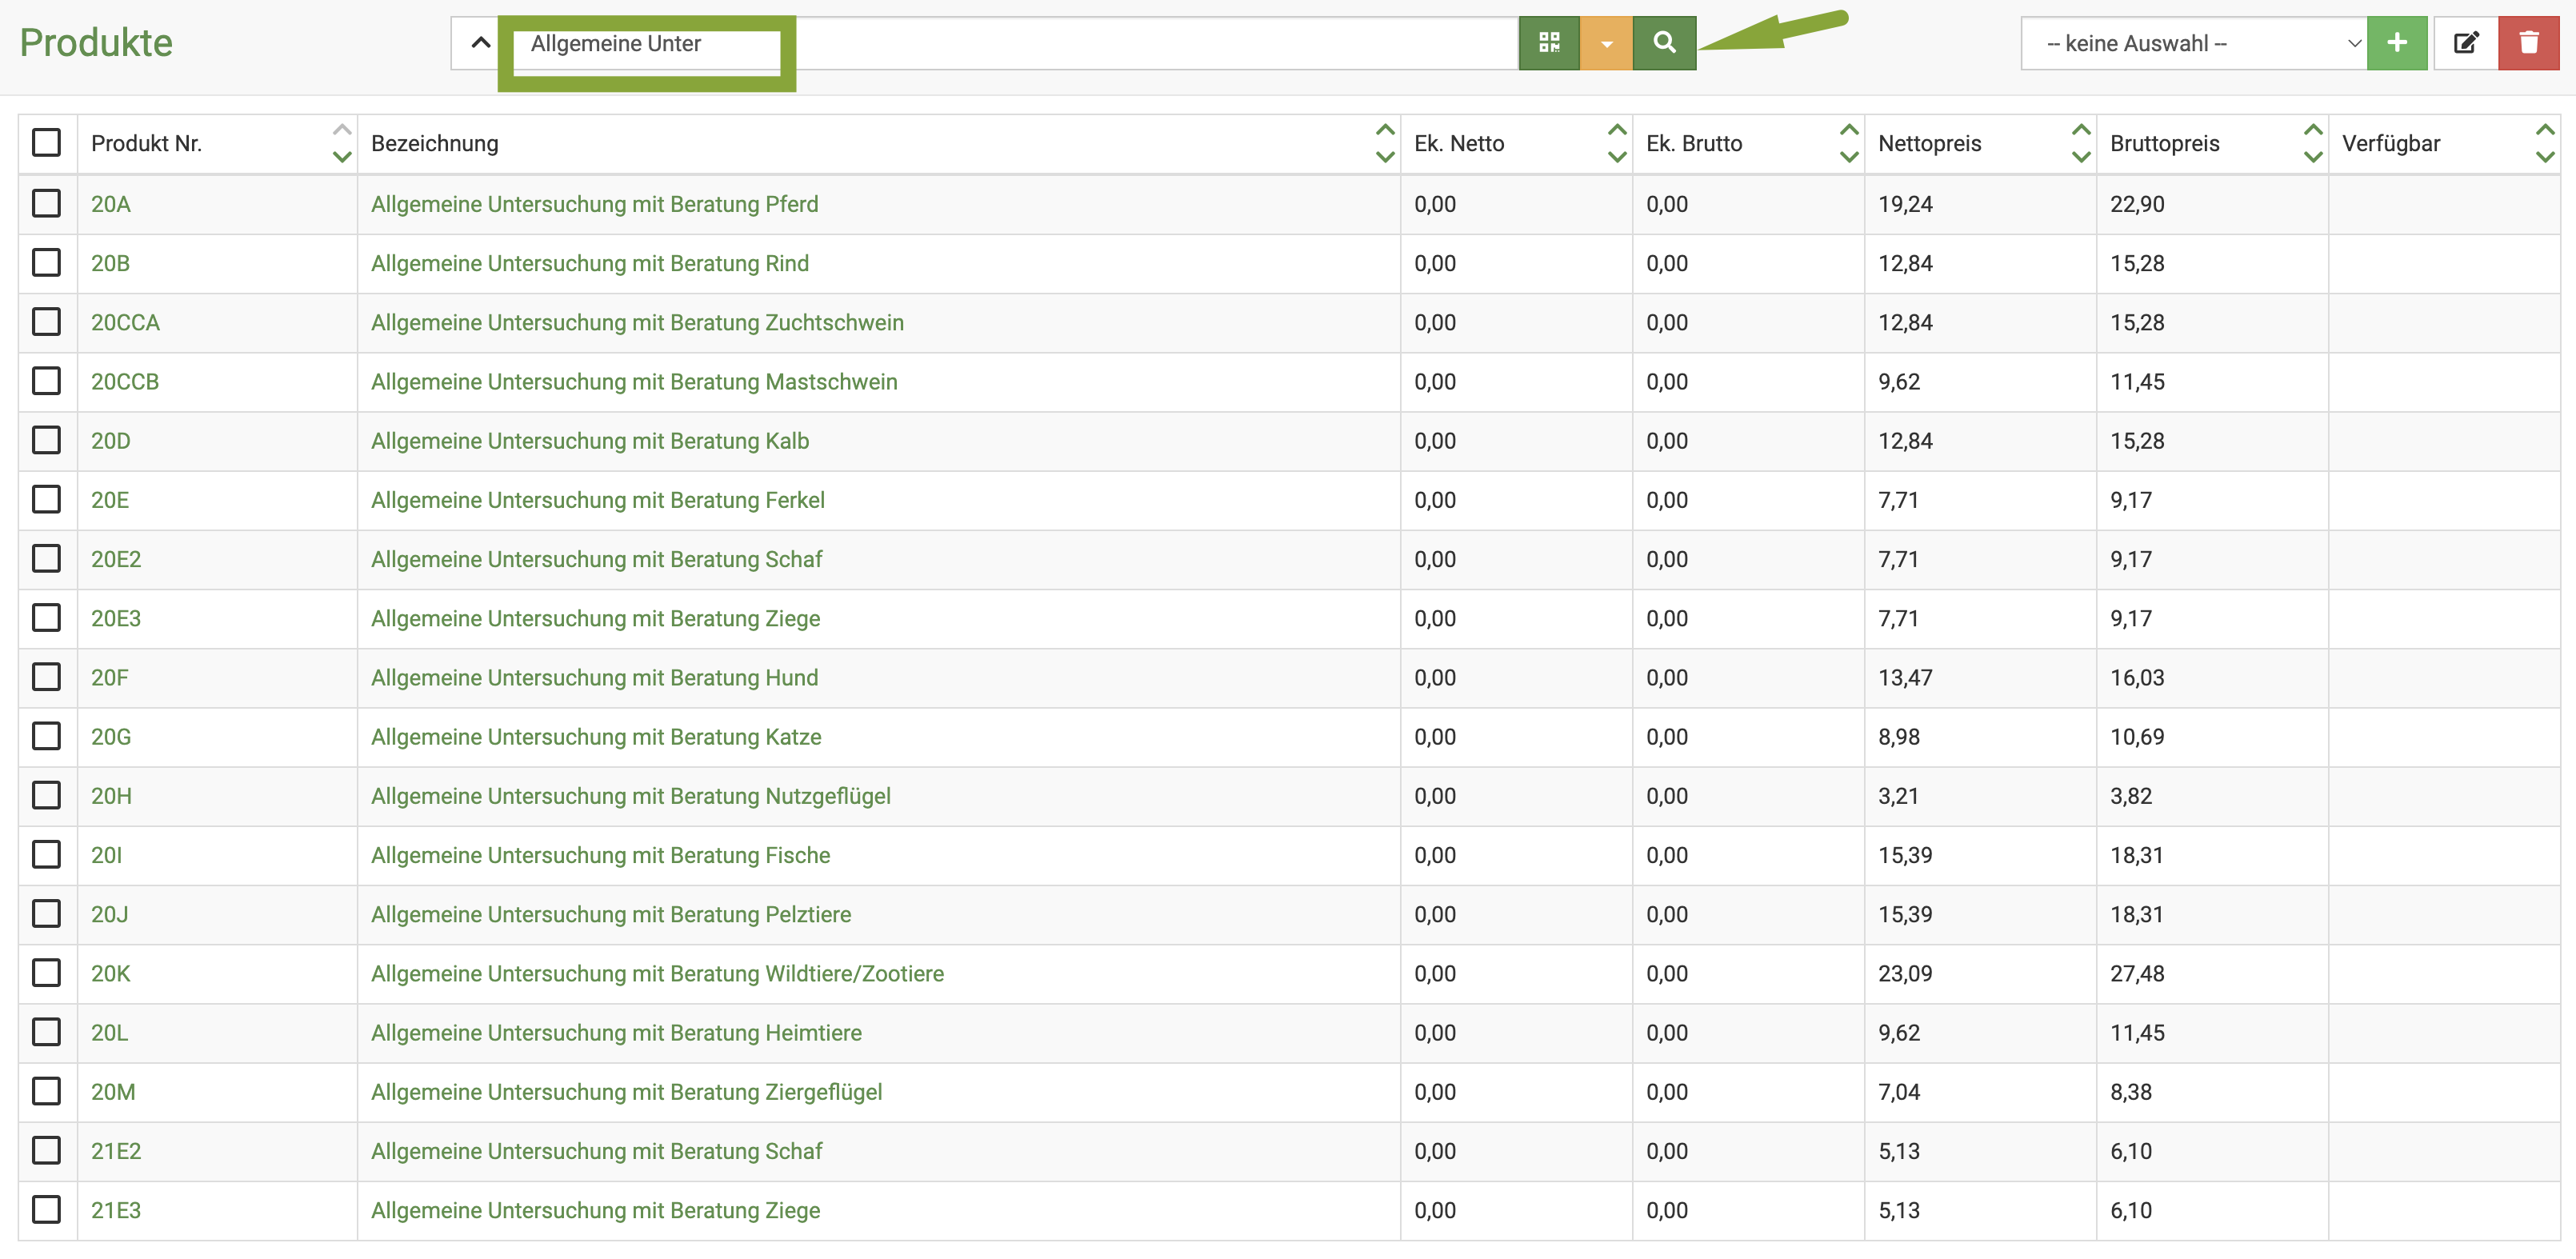 Produkte
Allgemeine Unter
-- keine Auswahl --
Produkt Nr. Bezeichnung Ek. Netto Ek. Brutto Nettopreis Bruttopreis Verfügbar
20A Allgemeine Untersuchung mit Beratung Pferd 0,00 0,00 19,24 22,90
20B Allgemeine Untersuchung mit Beratung Rind 0,00 0,00 12,84 15,28
20CCA Allgemeine Untersuchung mit Beratung Zuchtschwein 0,00 0,00 12,84 15,28
20CCB Allgemeine Untersuchung mit Beratung Mastschwein 0,00 0,00 9,62 11,45
20D Allgemeine Untersuchung mit Beratung Kalb 0,00 0,00 12,84 15,28
20E Allgemeine Untersuchung mit Beratung Ferkel 0,00 0,00 7,71 9,17
20E2 Allgemeine Untersuchung mit Beratung Schaf 0,00 0,00 7,71 9,17
20E3 Allgemeine Untersuchung mit Beratung Ziege 0,00 0,00 7,71 9,17
20F Allgemeine Untersuchung mit Beratung Hund 0,00 0,00 13,47 16,03
20G Allgemeine Untersuchung mit Beratung Katze 0,00 0,00 8,98 10,69
20H Allgemeine Untersuchung mit Beratung Nutzgeflügel 0,00 0,00 3,21 3,82
20I Allgemeine Untersuchung mit Beratung Fische 0,00 0,00 15,39 18,31
20J Allgemeine Untersuchung mit Beratung Pelztiere 0,00 0,00 15,39 18,31
20K Allgemeine Untersuchung mit Beratung Wildtiere/Zootiere 0,00 0,00 23,09 27,48
20L Allgemeine Untersuchung mit Beratung Heimtiere 0,00 0,00 9,62 11,45
20M Allgemeine Untersuchung mit Beratung Ziergeflügel 0,00 0,00 7,04 8,38
21E2 Allgemeine Untersuchung mit Beratung Schaf 0,00 0,00 5,13 6,10
21E3 Allgemeine Untersuchung mit Beratung Ziege 0,00 0,00 5,13 6,10